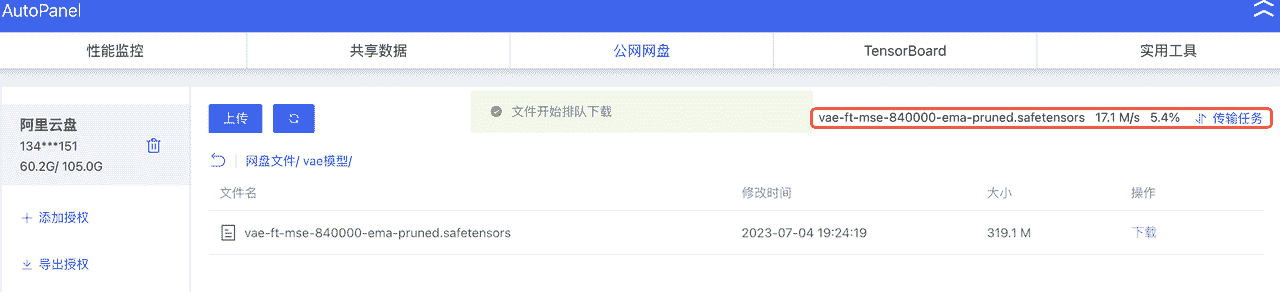 AutoPanel
性能监控 共享数据 公网网盘 TensorBoard 实用工具
阿里云盘
134***151
60.2G/ 105.0G
添加授权
导出授权
上传
文件开始排队下载
vae-ft-mse-840000-ema-pruned.safetensors 17.1 M/s 5.4% 传输任务
网盘文件/ vae模型/
文件名 修改时间 大小 操作
vae-ft-mse-840000-ema-pruned.safetensors 2023-07-04 19:24:19 319.1 M 下载